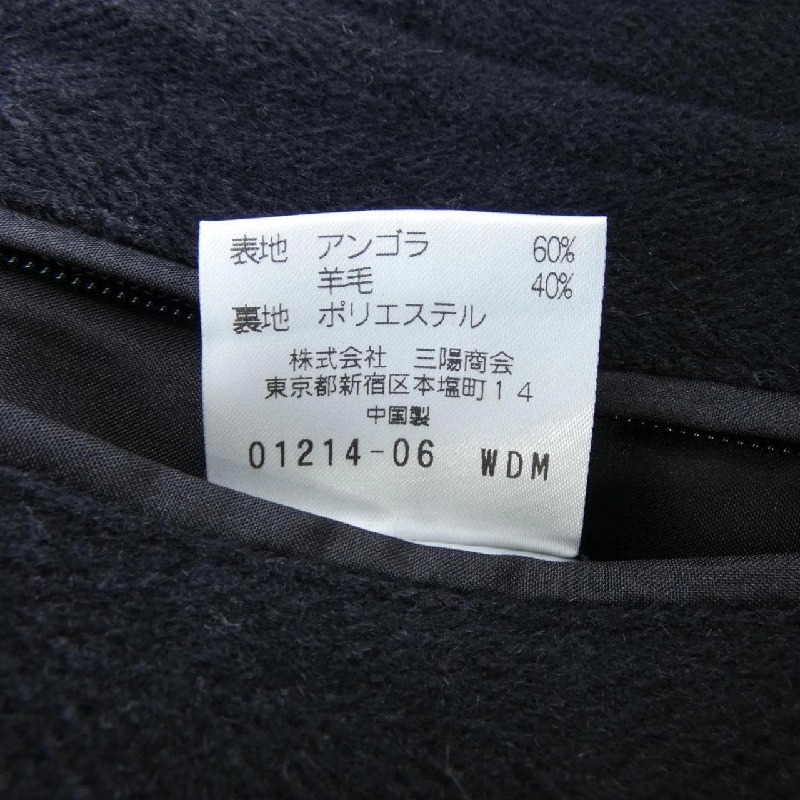 表地 アンゴラ 60%
羊毛 40%
裏地 ポリエステル
株式会社 三陽商会
東京都新宿区本塩町14
中国製
01214-06 WDM